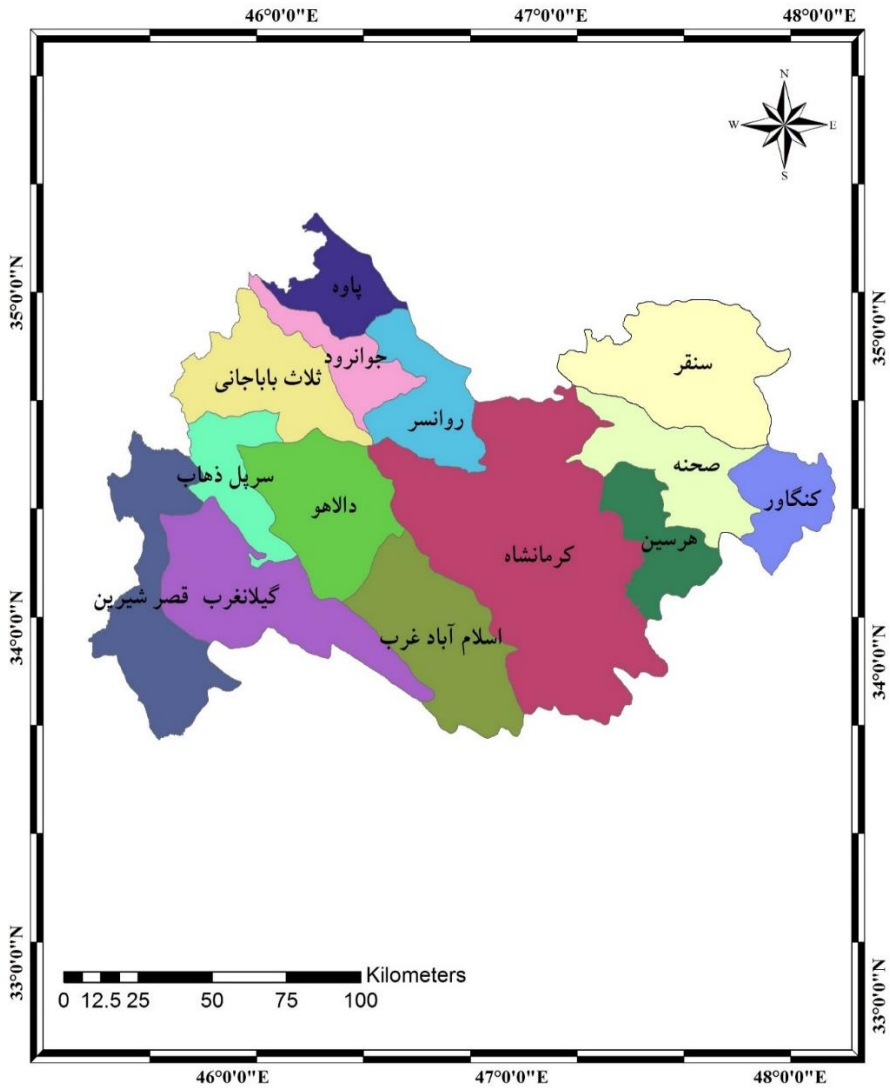 46°0'0"E
47°0'0"E
48°0'0"E
N
W
E
S
35°0'0"N
35°0'0"N
پاوه
جوانرود
ثلاث باباجانی
روانسر
سنقر
صحنه
کنگاور
سرپل ذهاب
دالاهو
هرسین
کرمانشاه
قصر شیرین
گیلانغرب
اسلام آباد غرب
34°0'0"N
34°0'0"N
33°0'0"N
33°0'0"N
Kilometers
0 12.5 25 50 75 100
46°0'0"E
47°0'0"E
48°0'0"E